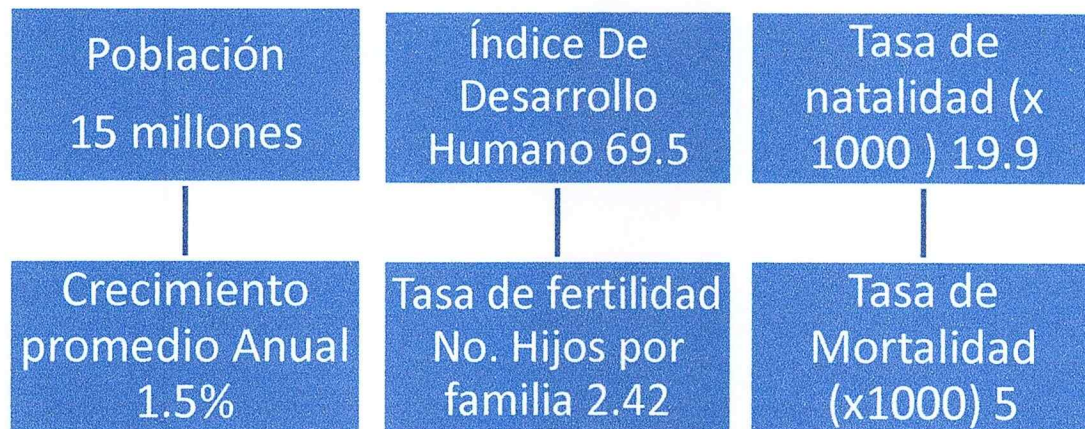 Población
15 millones
Crecimiento
promedio Anual
1.5%
Índice De
Desarrollo
Humano 69.5
Tasa de fertilidad
No. Hijos por
familia 2.42
Tasa de
natalidad (x
1000 ) 19.9
Tasa de
Mortalidad
(x1000) 5